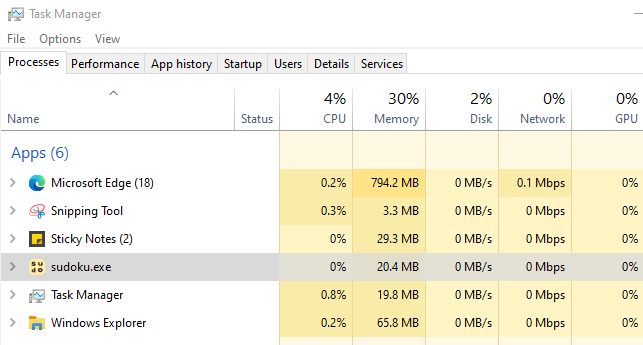 Task Manager
File Options View
Processes Performance App history Startup Users Details Services
4% 30% 2% 0% 0%
Name Status CPU Memory Disk Network GPU
Apps (6)
Microsoft Edge (18) 0.2% 794.2 MB 0 MB/s 0.1 Mbps 0%
Snipping Tool 0.3% 3.3 MB 0 MB/s 0 Mbps 0%
Sticky Notes (2) 0% 29.3 MB 0 MB/s 0 Mbps 0%
su do sudoku.exe 0% 20.4 MB 0 MB/s 0 Mbps 0%
Task Manager 0.8% 19.8 MB 0 MB/s 0 Mbps 0%
Windows Explorer 0.2% 65.8 MB 0 MB/s 0 Mbps 0%